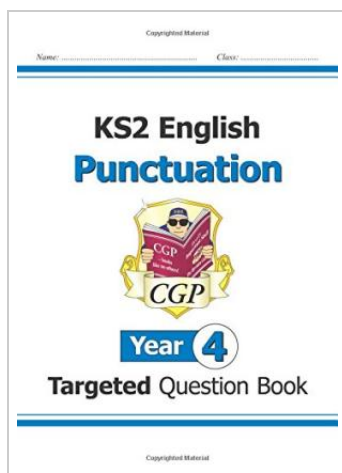 Copyrighted Material
Name: Class:
KS2 English
Punctuation
CGP
CGP
Year 4
Targeted Question Book
Copyrighted Material